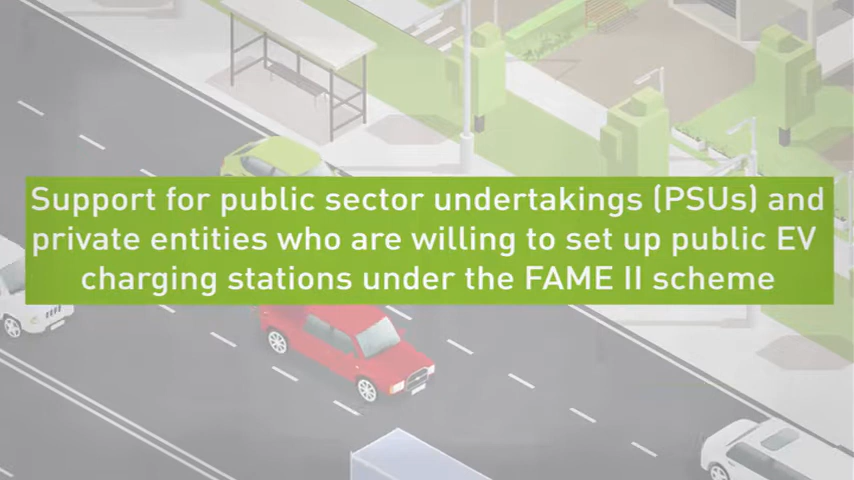 Support for public sector undertakings (PSUs) and
private entities who are willing to set up public EV
charging stations under the FAME II scheme